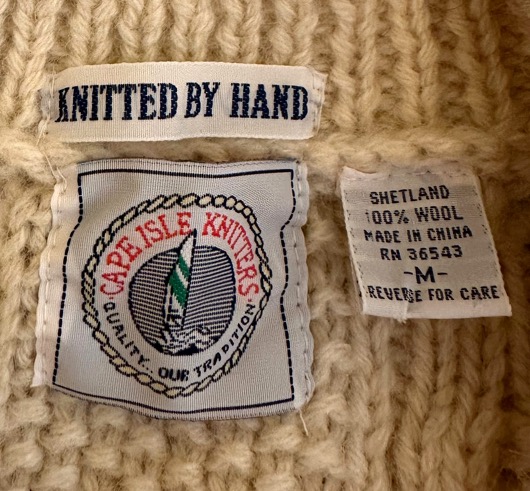 KNITTED BY HAND
CAPE ISLE KNITERS
QUALITY... OUR TRADITION
SHETLAND
100% WOOL
MADE IN CHINA
RN 36543
-M-
REVERSE FOR CARE